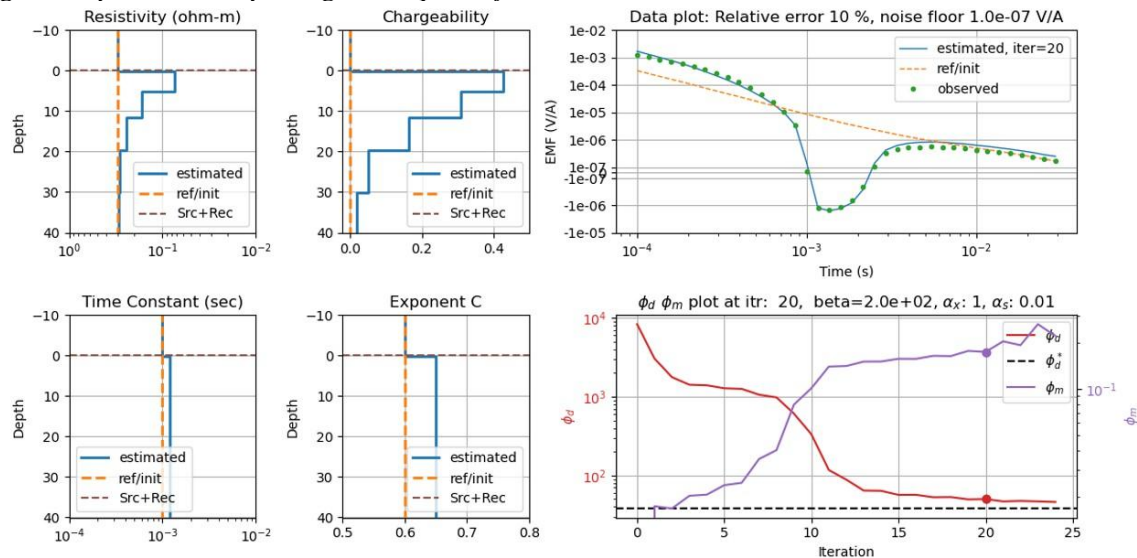 Resistivity (ohm-m)
Chargeability
Data plot: Relative error 10 %, noise floor 1.0e-07 V/A
−10
0
10
20
30
40
Depth
estimated
ref/init
Src+Rec
10⁰
10⁻¹
10⁻²
−10
0
10
20
30
40
Depth
estimated
ref/init
Src+Rec
0.0
0.2
0.4
1e-02
1e-03
1e-04
1e-05
1e-06
1e-07
0
-1e-07
-1e-06
-1e-05
EMF (V/A)
estimated, iter=20
ref/init
observed
10⁻⁴
10⁻³
10⁻²
Time (s)
Time Constant (sec)
Exponent C
ϕd ϕm plot at itr: 20, beta=2.0e+02, αx: 1, αs: 0.01
−10
0
10
20
30
40
Depth
estimated
ref/init
Src+Rec
10⁻⁴
10⁻³
10⁻²
−10
0
10
20
30
40
Depth
estimated
ref/init
Src+Rec
0.5
0.6
0.7
0.8
10⁴
10³
10²
ϕd
ϕd
ϕd*
ϕm
10⁻¹
ϕm
0
5
10
15
20
25
Iteration